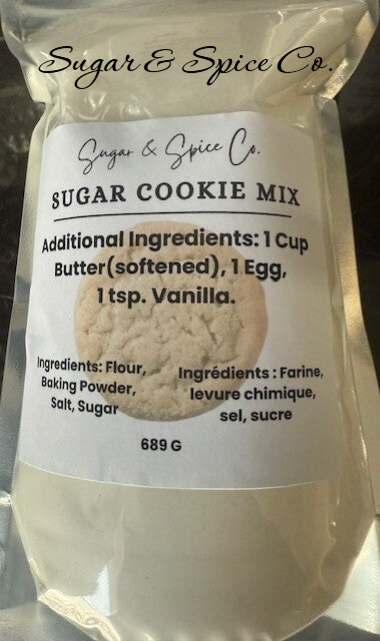 Sugar & Spice Co.
Sugar & Spice Co.
SUGAR COOKIE MIX
Additional Ingredients: 1 Cup
Butter(softened), 1 Egg,
1 tsp. Vanilla.
Ingredients: Flour,
Baking Powder,
Salt, Sugar
Ingrédients : Farine,
levure chimique,
sel, sucre
689 G